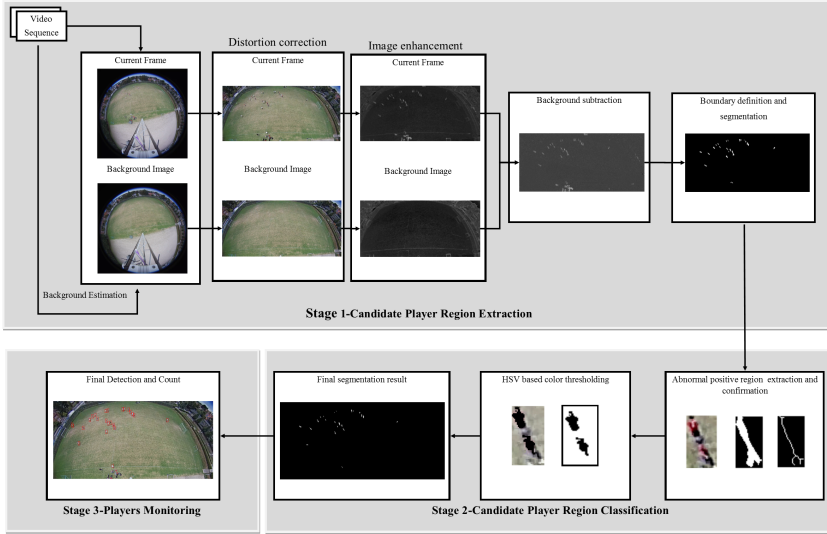 Video
Sequence
Distortion correction
Image enhancement
Current Frame
Current Frame
Current Frame
Background subtraction
Boundary definition and
segmentation
Background Image
Background Image
Background Image
Background Estimation
Stage 1-Candidate Player Region Extraction
Final Detection and Count
Final segmentation result
HSV based color thresholding
Abnormal positive region extraction and
confirmation
Stage 3-Players Monitoring
Stage 2-Candidate Player Region Classification